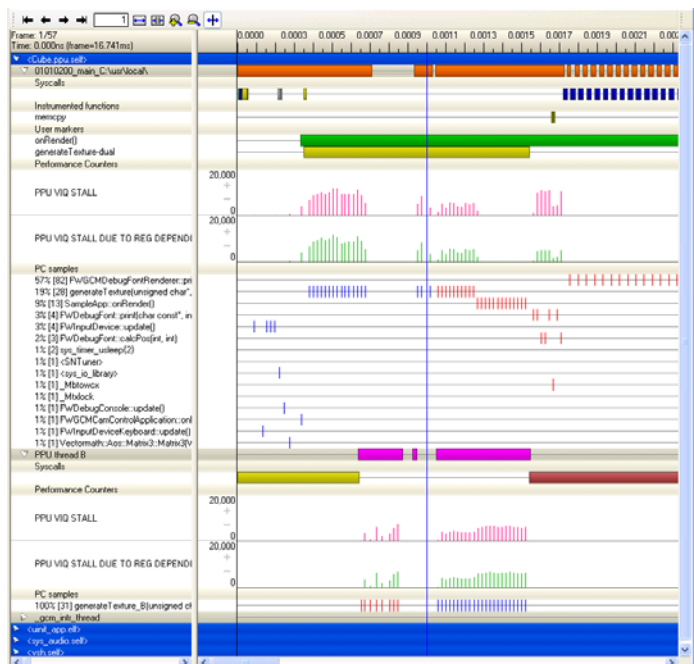 1
Frame: 1/57
Time: 0.000ns (frame=16.741ms)
0.0000 0.0003 0.0005 0.0007 0.0009 0.0011 0.0013 0.0015 0.0017 0.0019 0.0021 0.002
<Cube.ppu.self>
01010200_main_C:\usr\local\
Syscalls
Instrumented functions
memcpy
User markers
onRender()
generateTexture-dual
Performance Counters
20,000
+
PPU VIQ STALL
−
0
20,000
+
PPU VIQ STALL DUE TO REG DEPENDI
−
0
PC samples
57% [82] FWGCMDebugFontRenderer::pri
19% [28] generateTexture(unsigned char*,
9% [13] SampleApp::onRender()
3% [4] FWDebugFont::print(char const*, in
3% [4] FWInputDevice::update()
2% [3] FWDebugFont::calcPos(int, int)
1% [2] sys_timer_usleep(2)
1% [1] <SNTuner>
1% [1] <sys_io_library>
1% [1] _Mbtowcx
1% [1] _Mtxlock
1% [1] FWDebugConsole::update()
1% [1] FWGCMCamControlApplication::onI
1% [1] FWInputDeviceKeyboard::update()
1% [1] Vectormath::Aos::Matrix3::Matrix3(V
PPU thread B
Syscalls
Performance Counters
20,000
+
PPU VIQ STALL
−
0
20,000
+
PPU VIQ STALL DUE TO REG DEPENDI
−
0
PC samples
100% [31] generateTexture_B(unsigned cl
_gcm_intr_thread
<sys_audio.self>
<vsh.self>